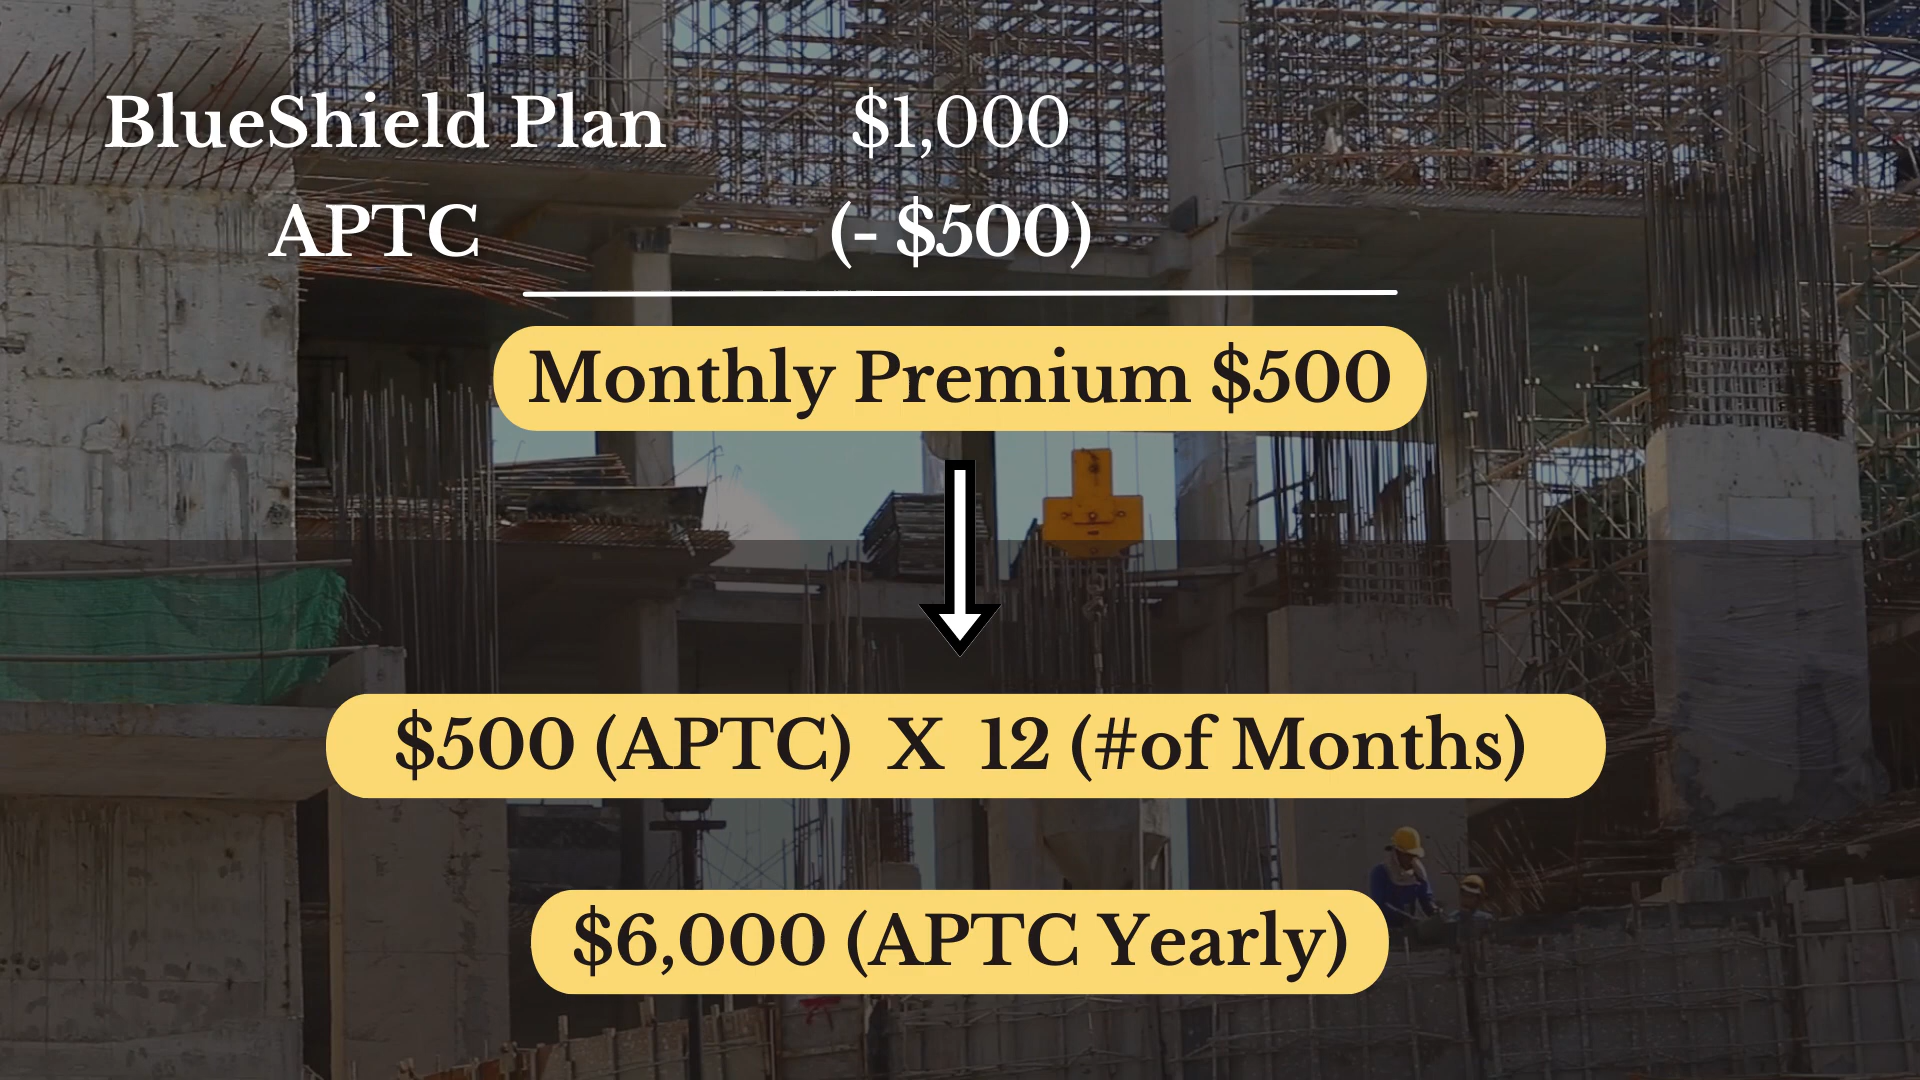 BlueShield Plan $1,000
APTC (- $500)
Monthly Premium $500
$500 (APTC) X 12 (#of Months)
$6,000 (APTC Yearly)